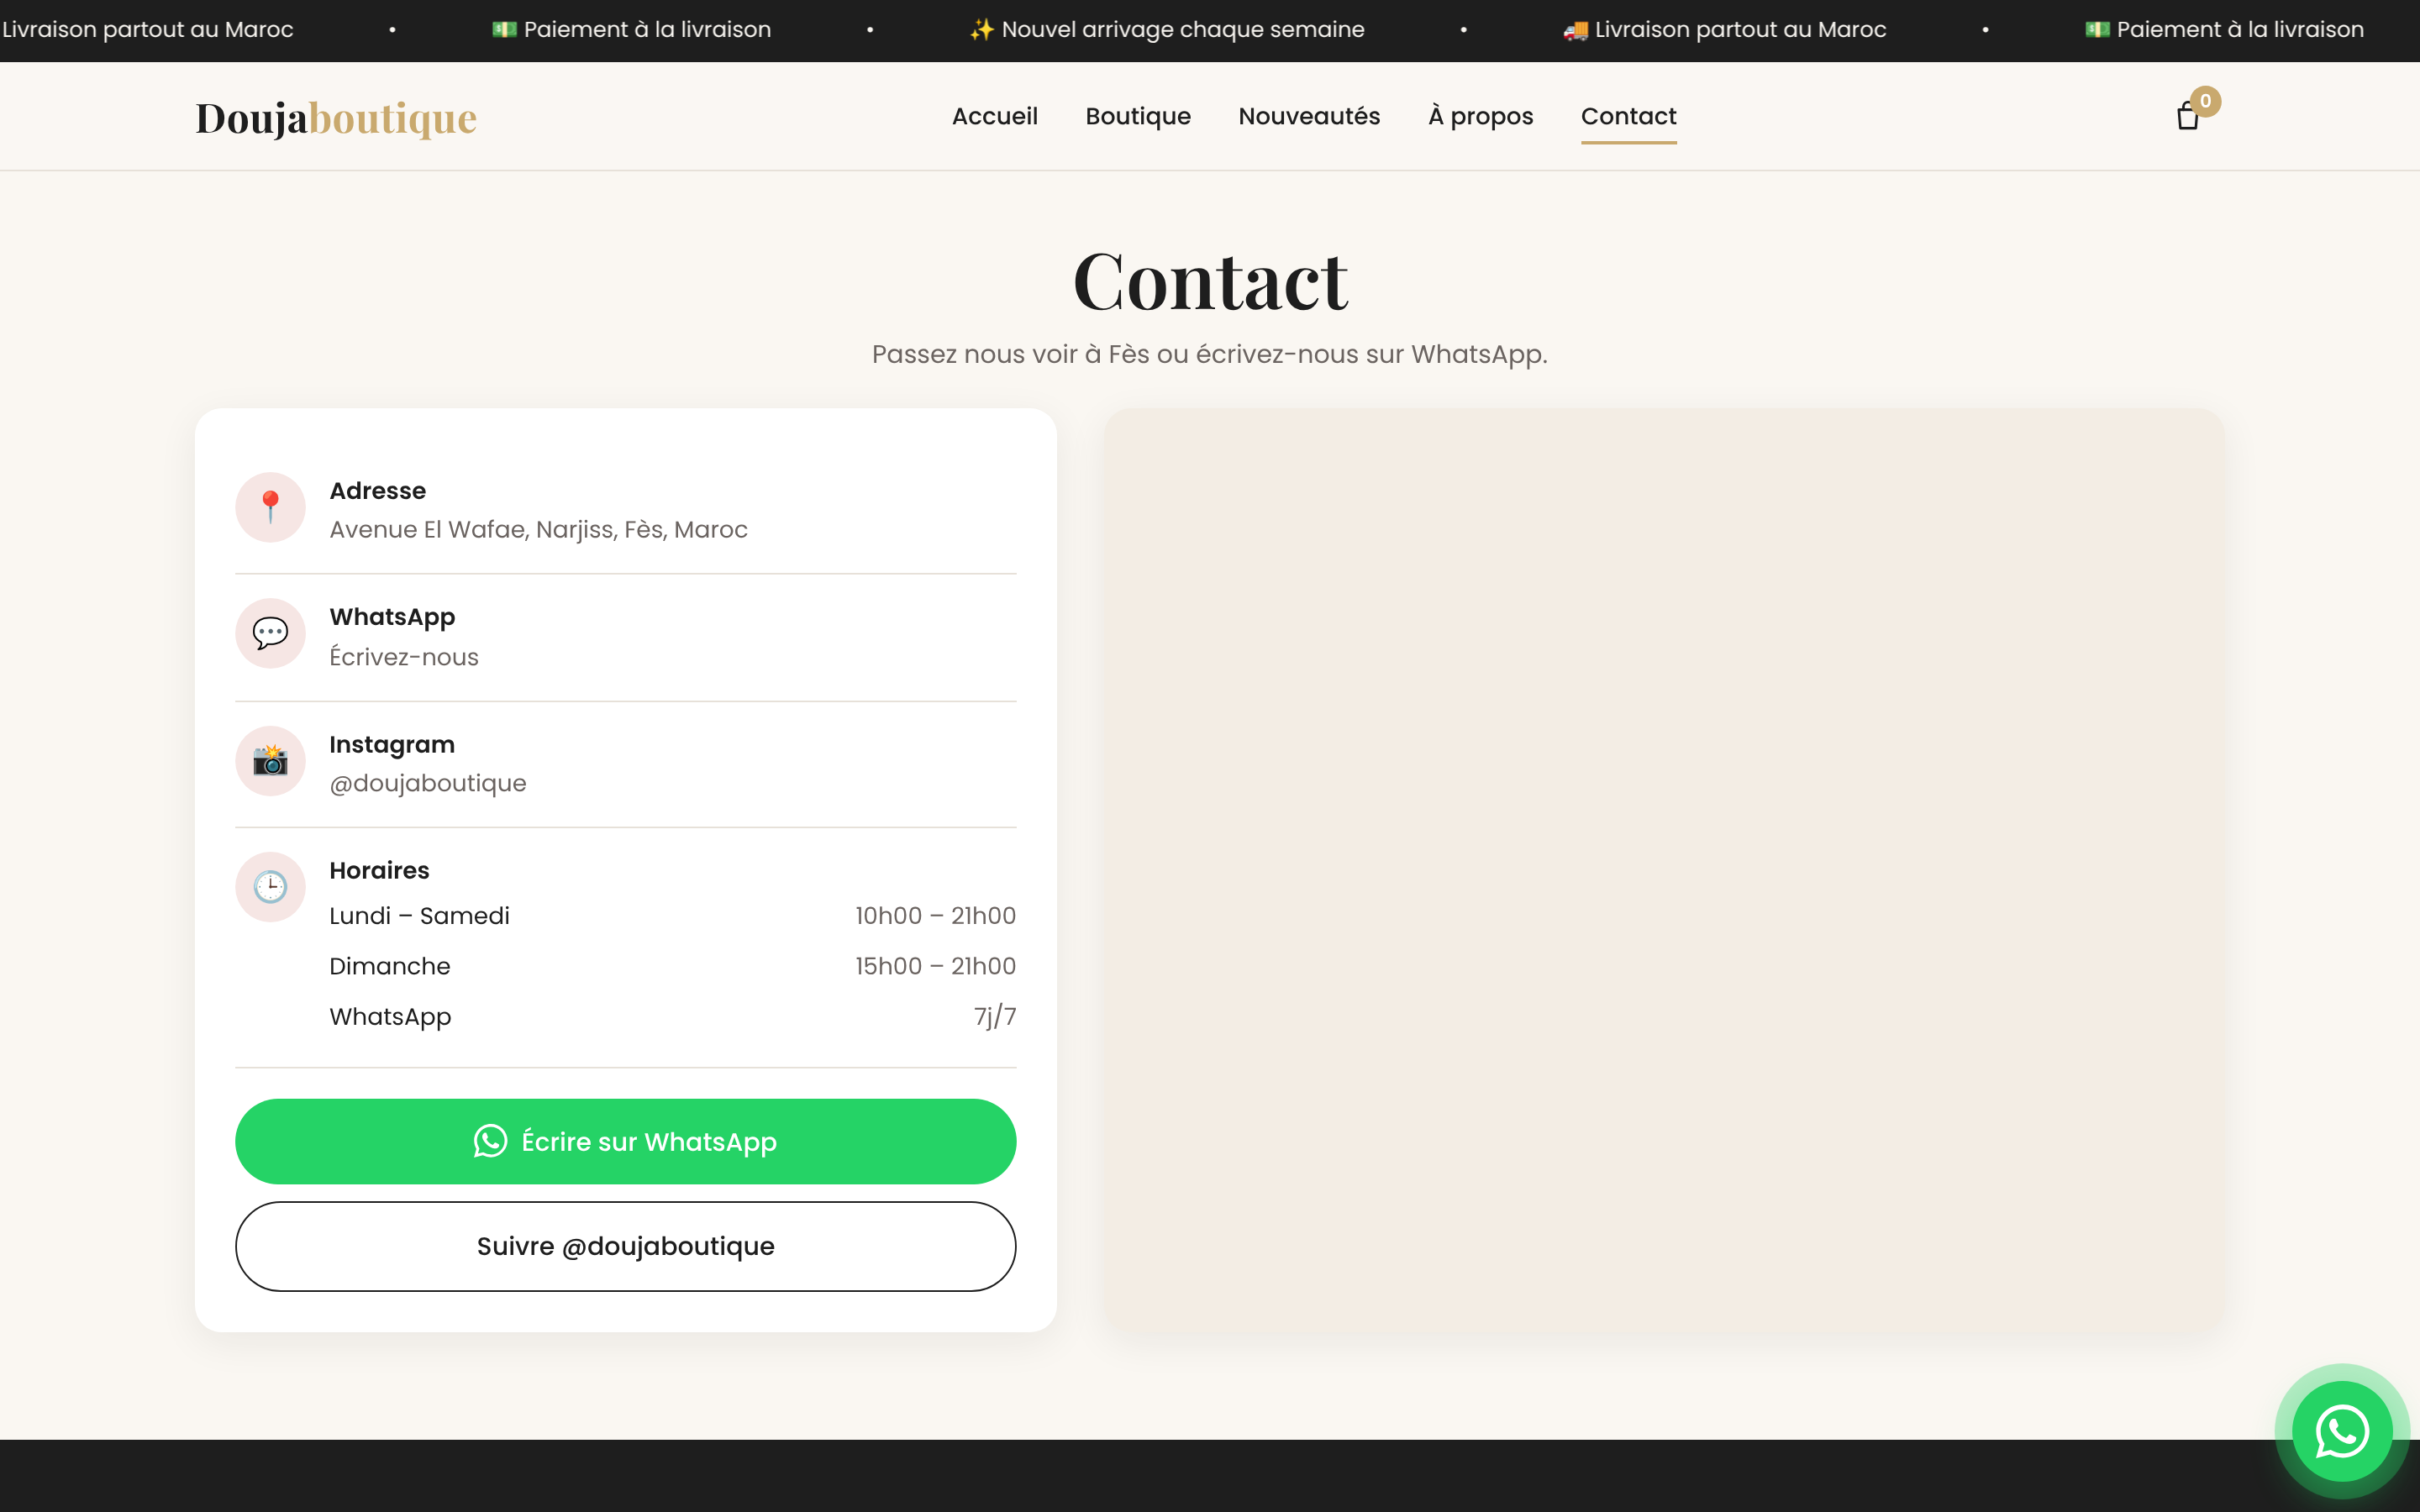 Livraison partout au Maroc • 💵 Paiement à la livraison • ✨ Nouvel arrivage chaque semaine • 🚚 Livraison partout au Maroc • 💵 Paiement à la livraison
Doujaboutique
Accueil Boutique Nouveautés À propos Contact
0
Contact
Passez nous voir à Fès ou écrivez-nous sur WhatsApp.
Adresse
Avenue El Wafae, Narjiss, Fès, Maroc
WhatsApp
Écrivez-nous
Instagram
@doujaboutique
Horaires
Lundi – Samedi 10h00 – 21h00
Dimanche 15h00 – 21h00
WhatsApp 7j/7
Écrire sur WhatsApp
Suivre @doujaboutique